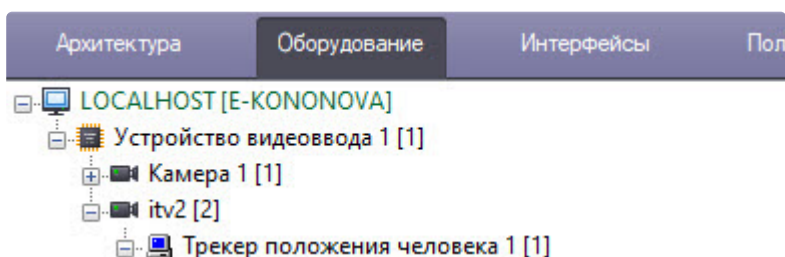 Архитектура Оборудование Интерфейсы Пол
LOCALHOST [E-KONONOVA]
Устройство видеоввода 1 [1]
Камера 1 [1]
itv2 [2]
Трекер положения человека 1 [1]